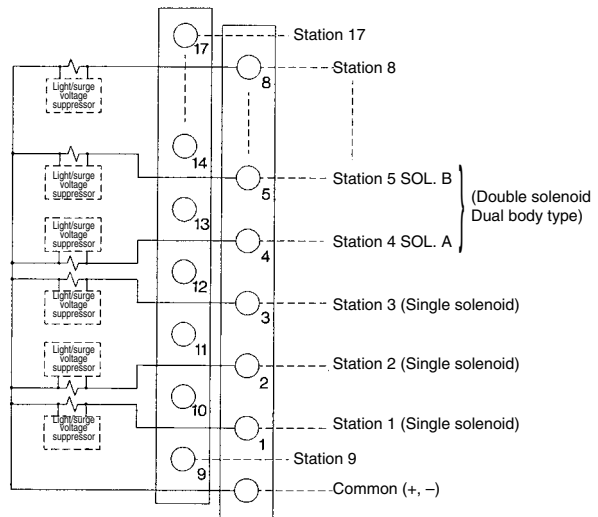 17
Station 17
8
Station 8
Light/surge
voltage
suppressor
14
5
Station 5 SOL. B
Light/surge
voltage
suppressor
(Double solenoid
Dual body type)
13
Light/surge
voltage
suppressor
4
Station 4 SOL. A
12
Light/surge
voltage
suppressor
3
Station 3 (Single solenoid)
11
Light/surge
voltage
suppressor
2
Station 2 (Single solenoid)
10
Light/surge
voltage
suppressor
1
Station 1 (Single solenoid)
9
Station 9
Common (+, –)